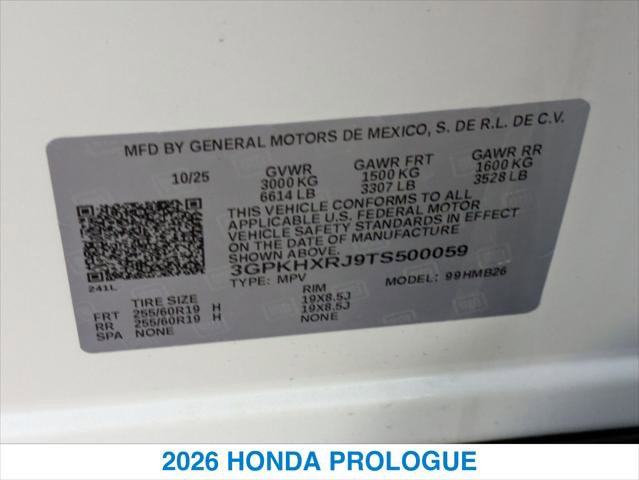 MFD BY GENERAL MOTORS DE MEXICO, S. DE R.L. DE C.V.
10/25 GVWR GAWR FRT GAWR RR
3000 KG 1500 KG 1600 KG
6614 LB 3307 LB 3528 LB
THIS VEHICLE CONFORMS TO ALL
APPLICABLE U.S. FEDERAL MOTOR
VEHICLE SAFETY STANDARDS IN EFFECT
ON THE DATE OF MANUFACTURE
SHOWN ABOVE.
3GPKHXRJ9TS500059
TYPE: MPV MODEL: 99HMB26
241L
TIRE SIZE RIM
FRT 255/60R19 H 19X8.5J
RR 255/60R19 H 19X8.5J
SPA NONE NONE
2026 HONDA PROLOGUE